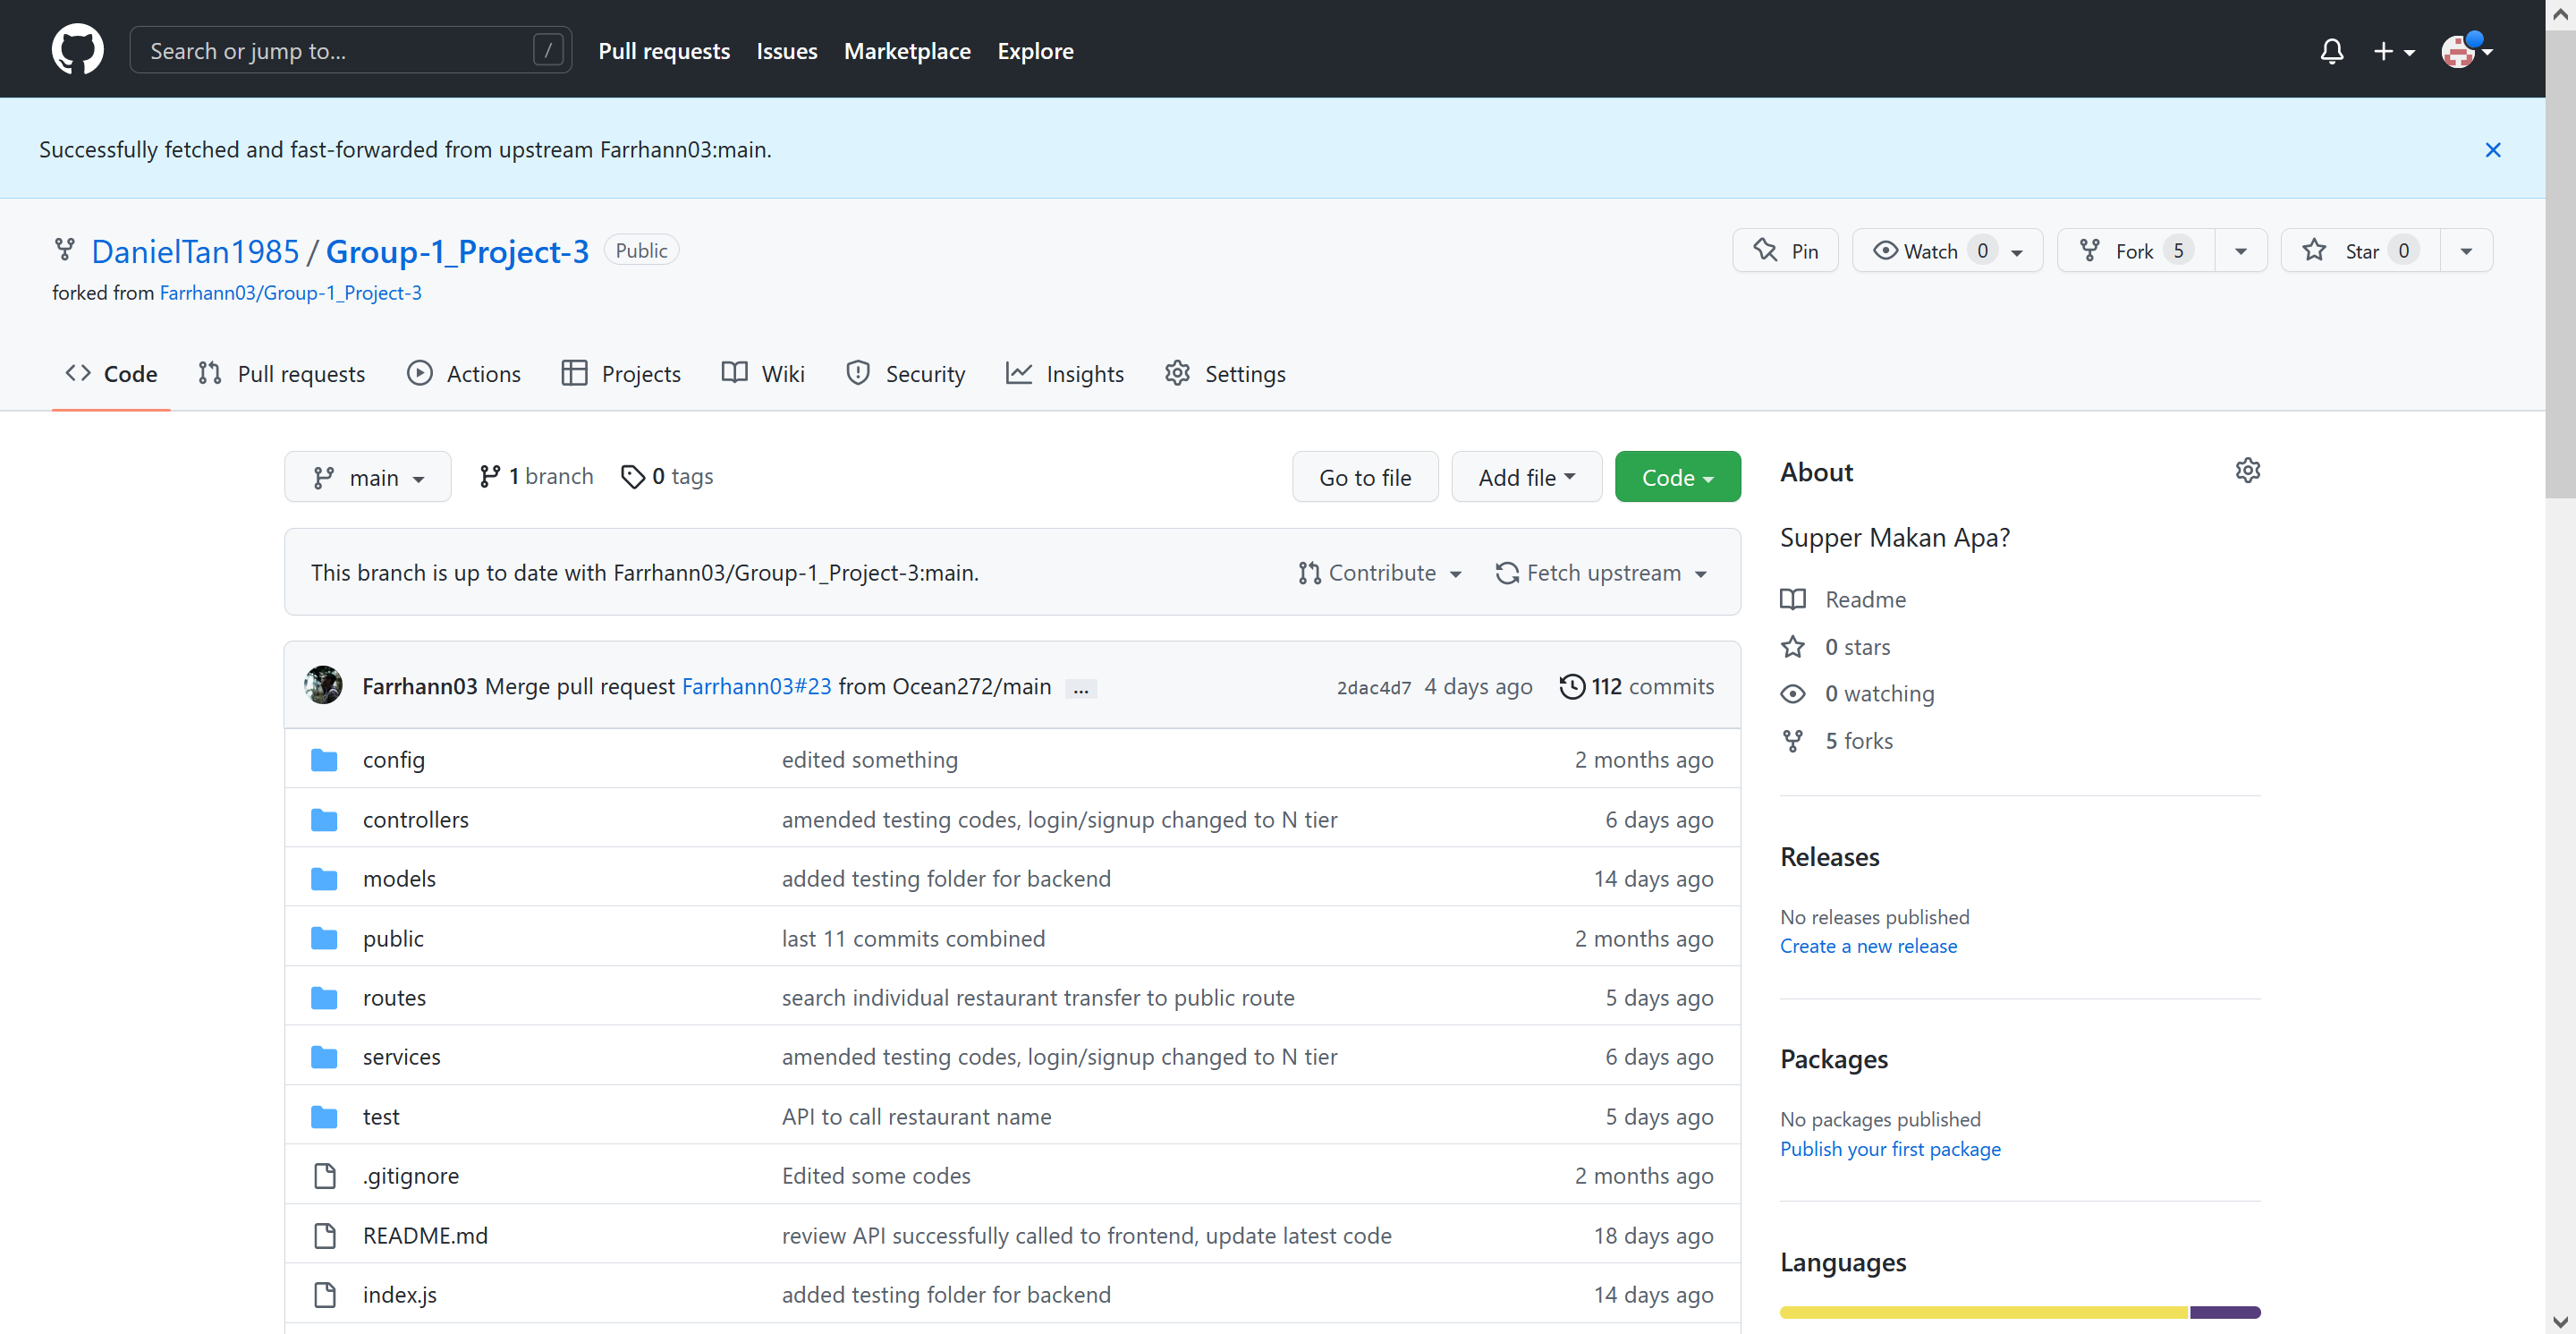 Search or jump to... /
Pull requests Issues Marketplace Explore
Successfully fetched and fast-forwarded from upstream Farrhann03:main.
DanielTan1985 / Group-1_Project-3 Public
Pin Watch 0 Fork 5 Star 0
forked from Farrhann03/Group-1_Project-3
Code Pull requests Actions Projects Wiki Security Insights Settings
main 1 branch 0 tags Go to file Add file Code
This branch is up to date with Farrhann03/Group-1_Project-3:main. Contribute Fetch upstream
Farrhann03 Merge pull request Farrhann03#23 from Ocean272/main ... 2dac4d7 4 days ago 112 commits
config edited something 2 months ago
controllers amended testing codes, login/signup changed to N tier 6 days ago
models added testing folder for backend 14 days ago
public last 11 commits combined 2 months ago
routes search individual restaurant transfer to public route 5 days ago
services amended testing codes, login/signup changed to N tier 6 days ago
test API to call restaurant name 5 days ago
.gitignore Edited some codes 2 months ago
README.md review API successfully called to frontend, update latest code 18 days ago
index.js added testing folder for backend 14 days ago
About
Supper Makan Apa?
Readme
0 stars
0 watching
5 forks
Releases
No releases published
Create a new release
Packages
No packages published
Publish your first package
Languages